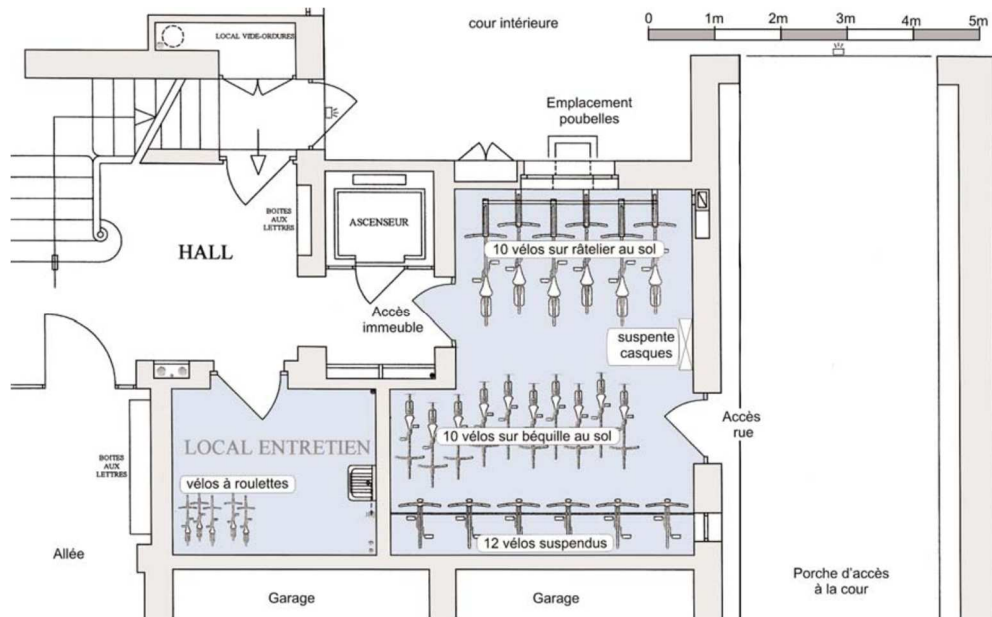 LOCAL VIDE-ORDURES
cour intérieure
0 1m 2m 3m 4m 5m
Emplacement
poubelles
BOITES
AUX
LETTRES
ASCENSEUR
HALL
10 vélos sur râtelier au sol
Accès
immeuble
suspente
casques
Accès
rue
LOCAL ENTRETIEN
10 vélos sur béquille au sol
BOITES
AUX
LETTRES
vélos à roulettes
12 vélos suspendus
Allée
Garage
Garage
Porche d'accès
à la cour